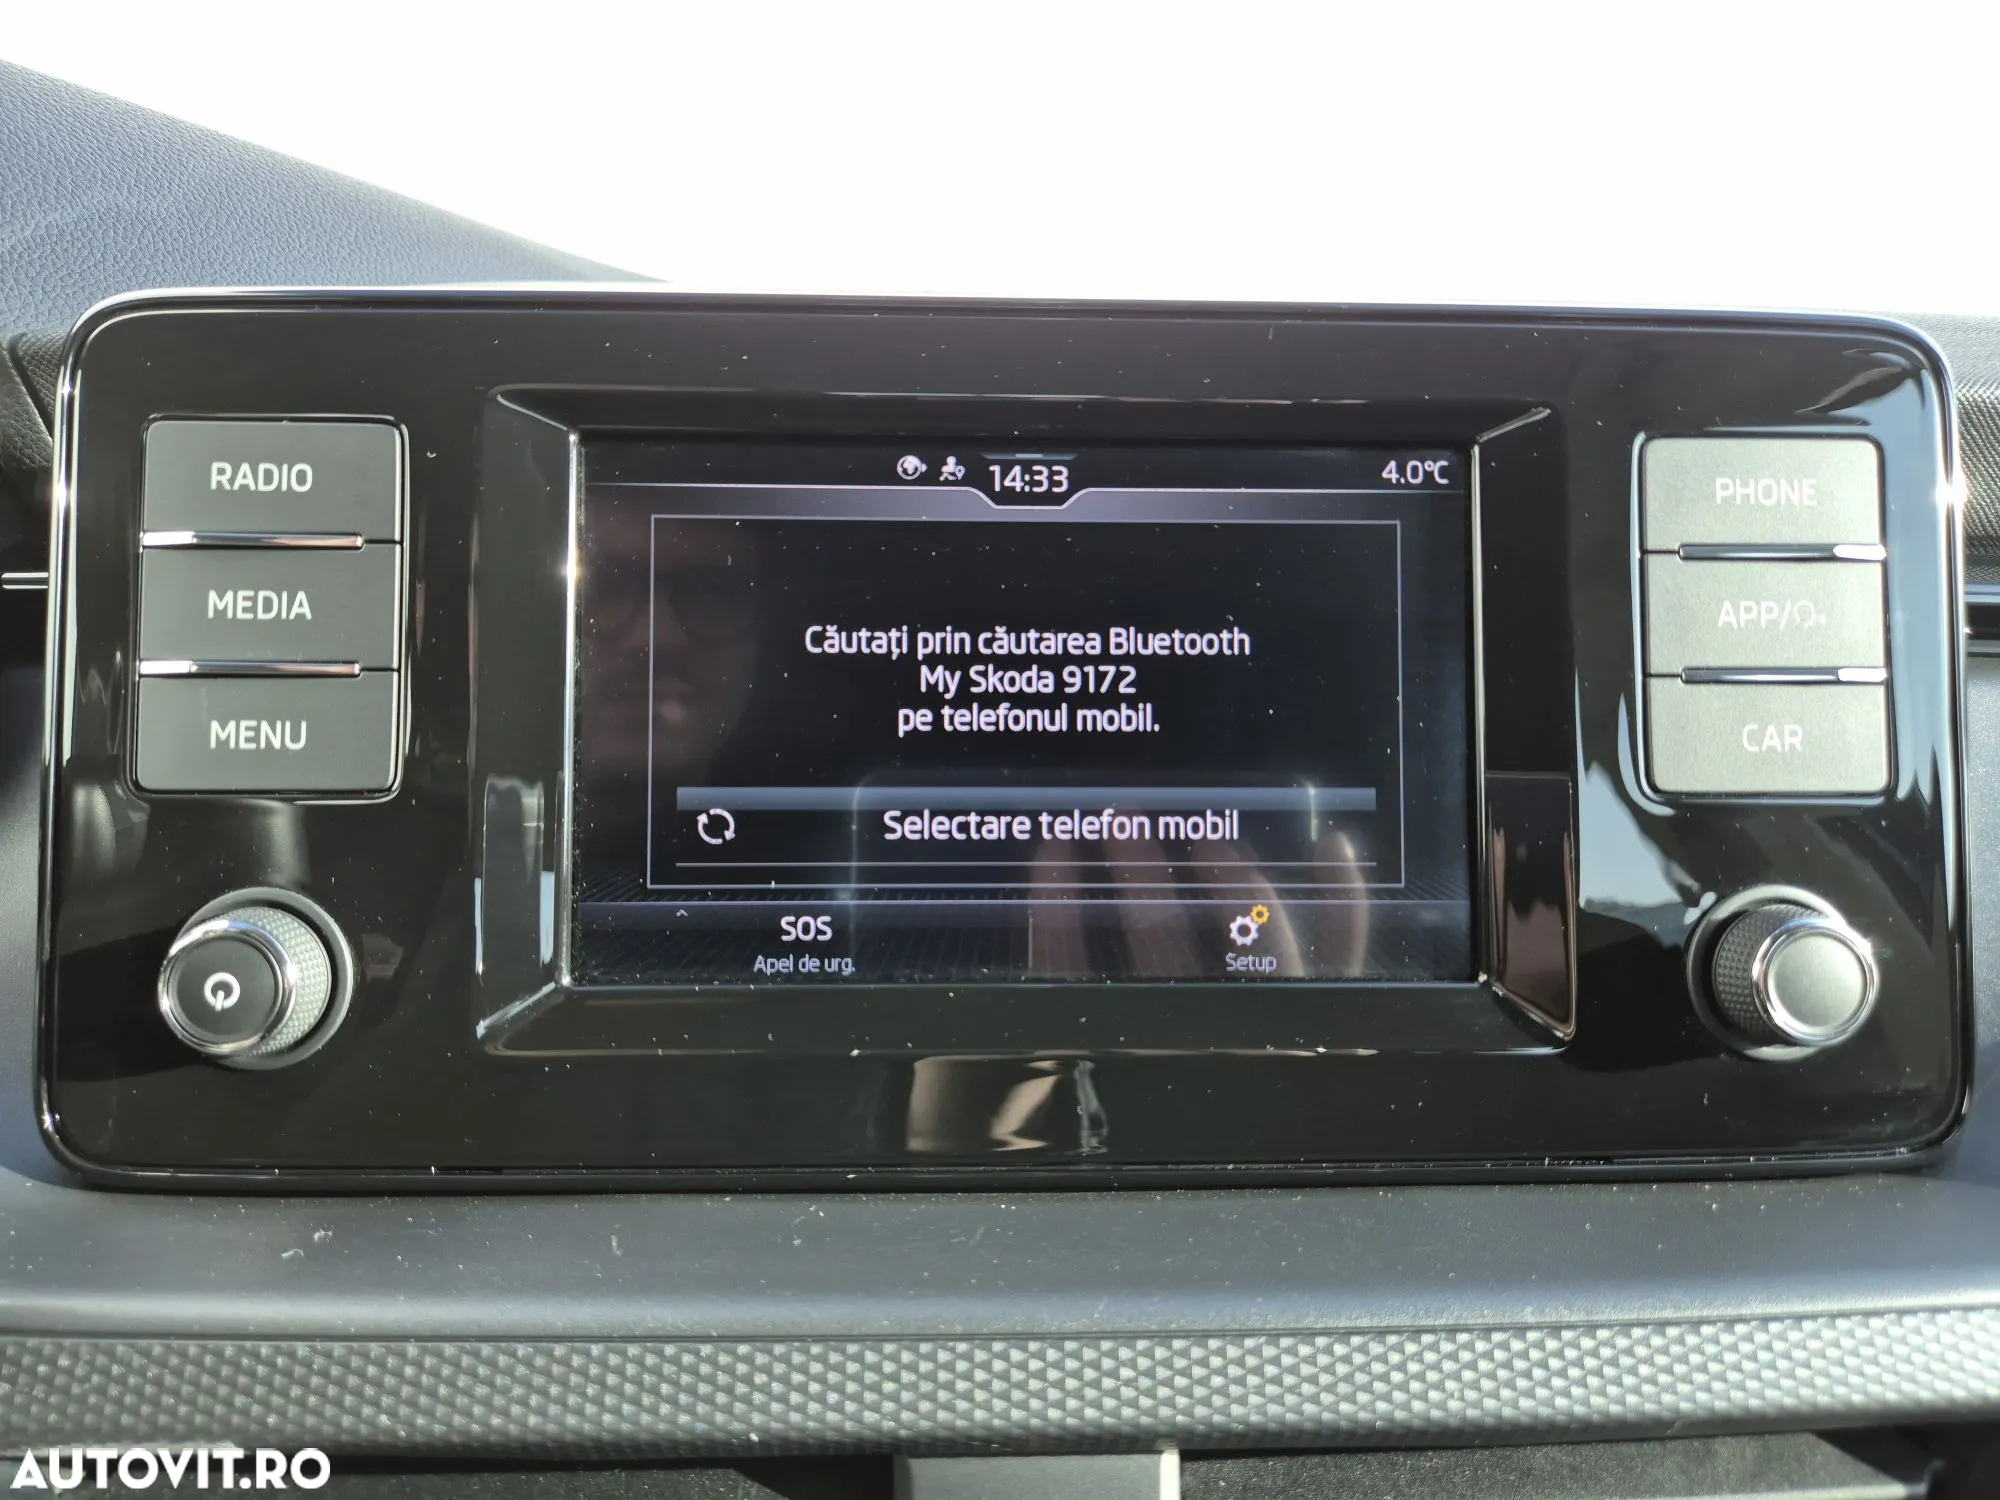 RADIO
MEDIA
MENU
14:33
4.0°C
Căutați prin căutarea Bluetooth
My Skoda 9172
pe telefonul mobil.
Selectare telefon mobil
SOS
Apel de urg.
Setup
PHONE
APP/
CAR
AUTOVIT.RO